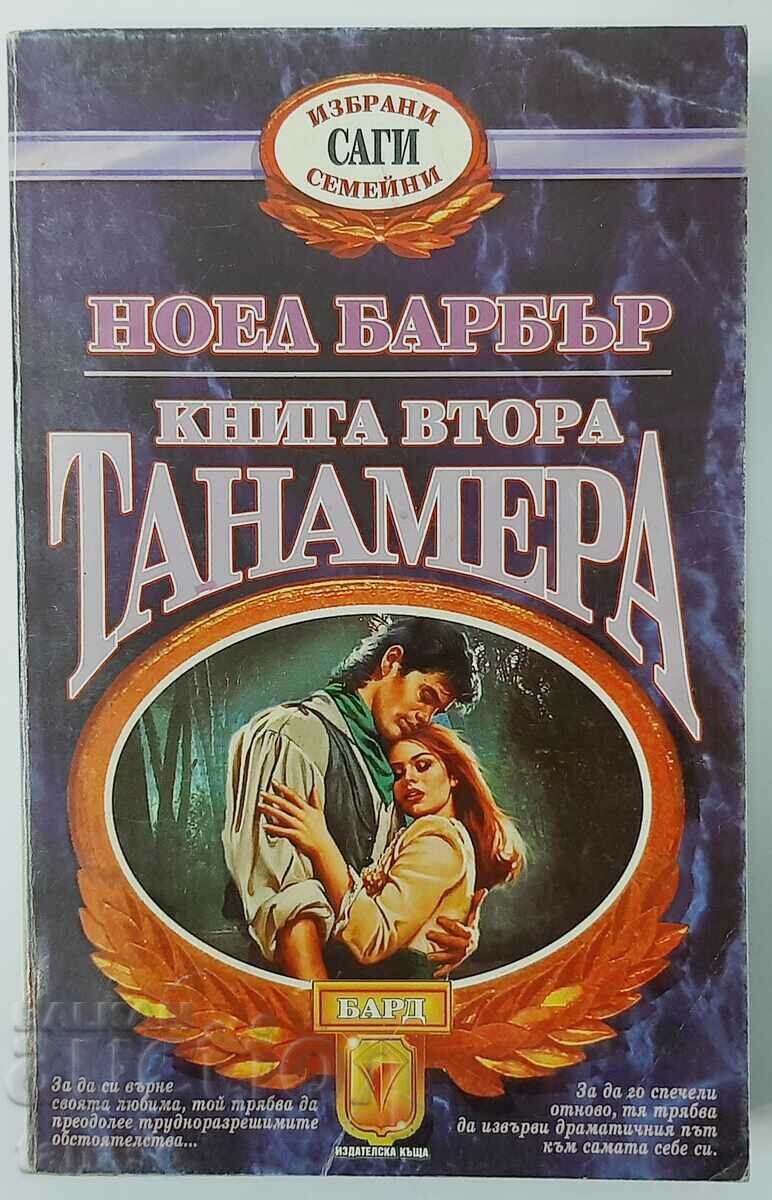 ИЗБРАНИ
САГИ
СЕМЕЙНИ
НОЕЛ БАРБЪР
КНИГА ВТОРА
ТАНАМЕРА
БАРД
За да си върне
своята любима, той трябва да
преодолее трудноразрешимите
обстоятелства...
За да го спечели
отново, тя трябва
да извърви драматичния път
към самата себе си.
ИЗДАТЕЛСКА КЪЩА
BALKAN
AUCTION